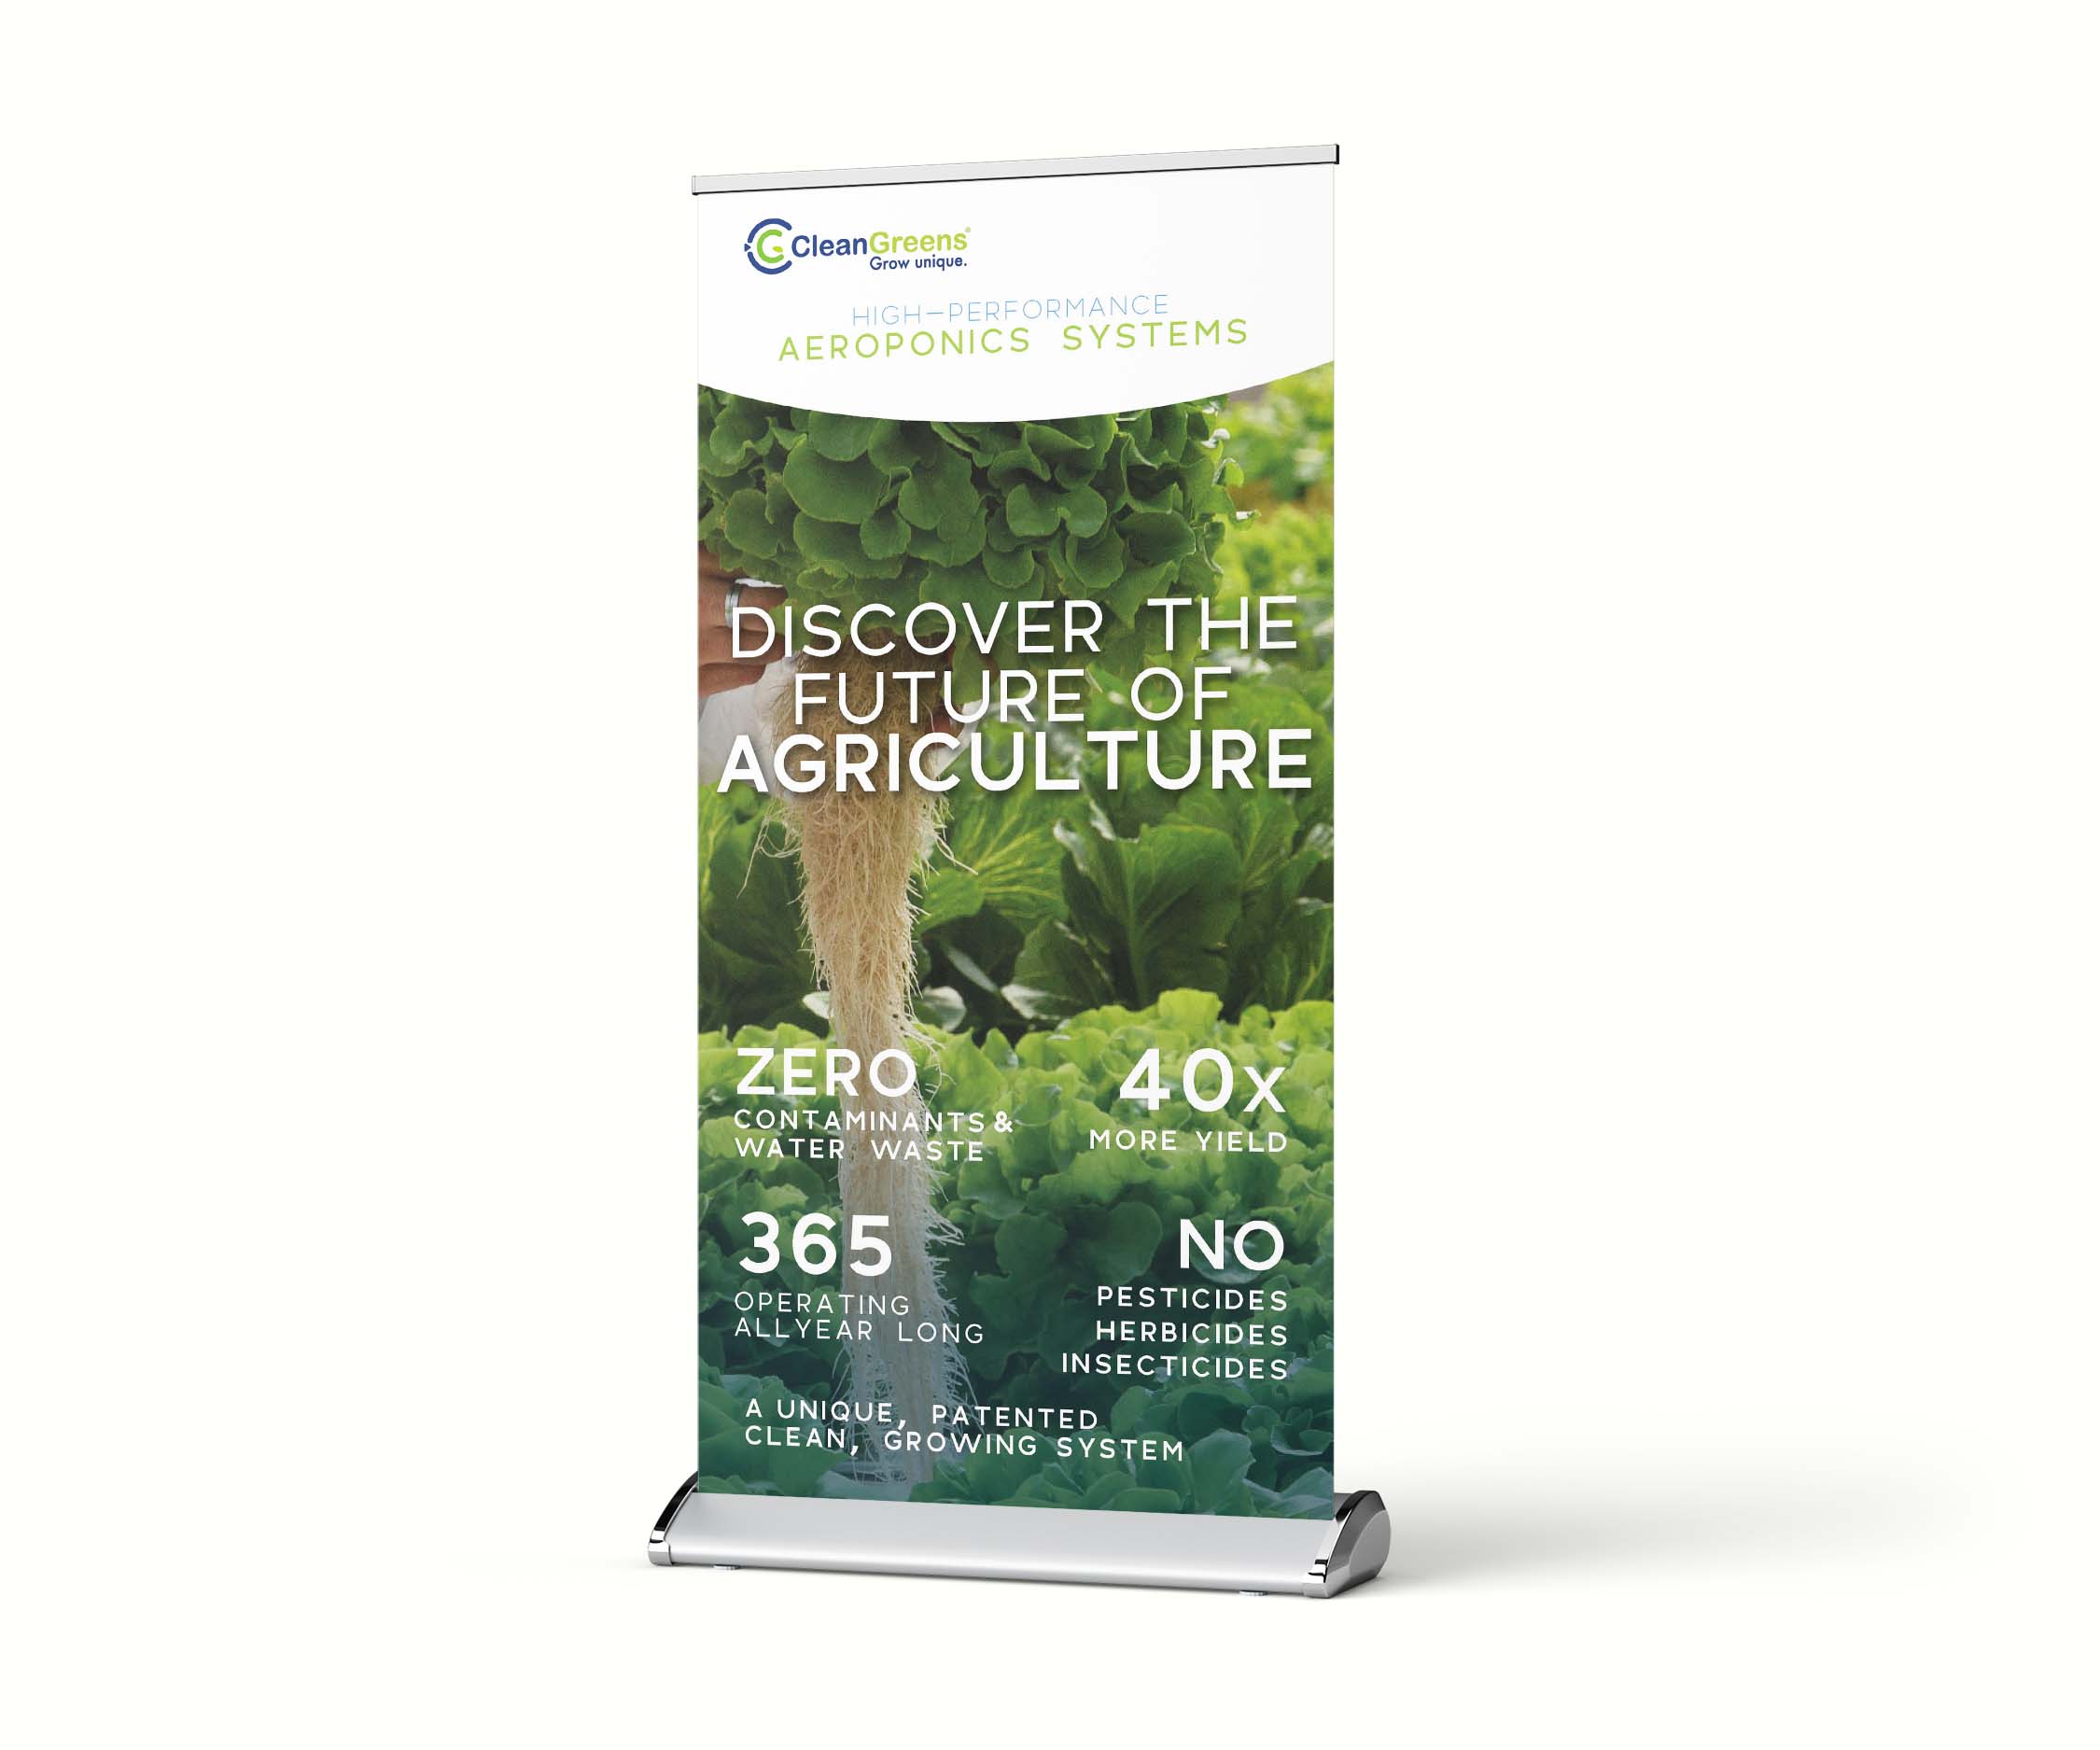 CleanGreens®
Grow unique.
HIGH-PERFORMANCE
AEROPONICS SYSTEMS
DISCOVER THE
FUTURE OF
AGRICULTURE
ZERO
CONTAMINANTS &
WATER WASTE
40x
MORE YIELD
365
OPERATING
ALLYEAR LONG
NO
PESTICIDES
HERBICIDES
INSECTICIDES
A UNIQUE, PATENTED
CLEAN, GROWING SYSTEM